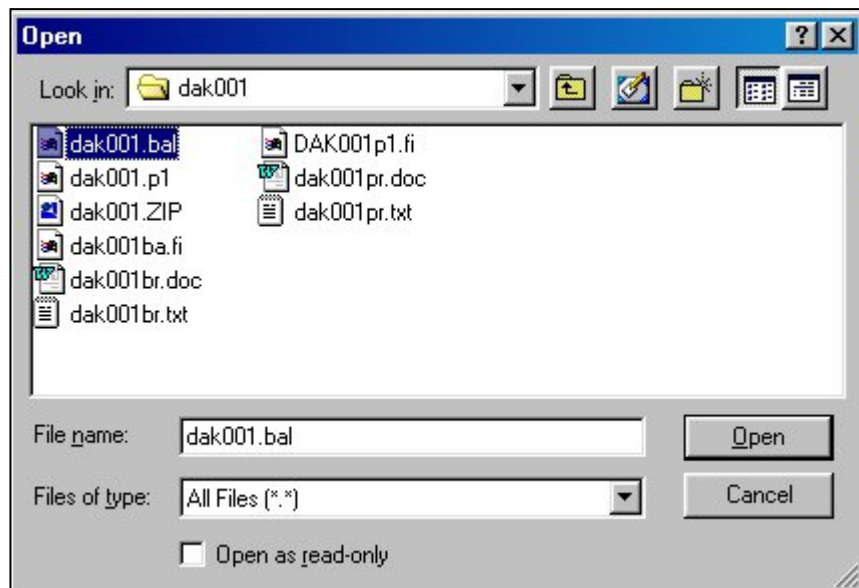 Open
Look in: dak001
dak001.bal
dak001.p1
dak001.ZIP
dak001ba.fi
dak001br.doc
dak001br.txt
DAK001p1.fi
dak001pr.doc
dak001pr.txt
File name: dak001.bal Open
Files of type: All Files (*.*) Cancel
Open as read-only